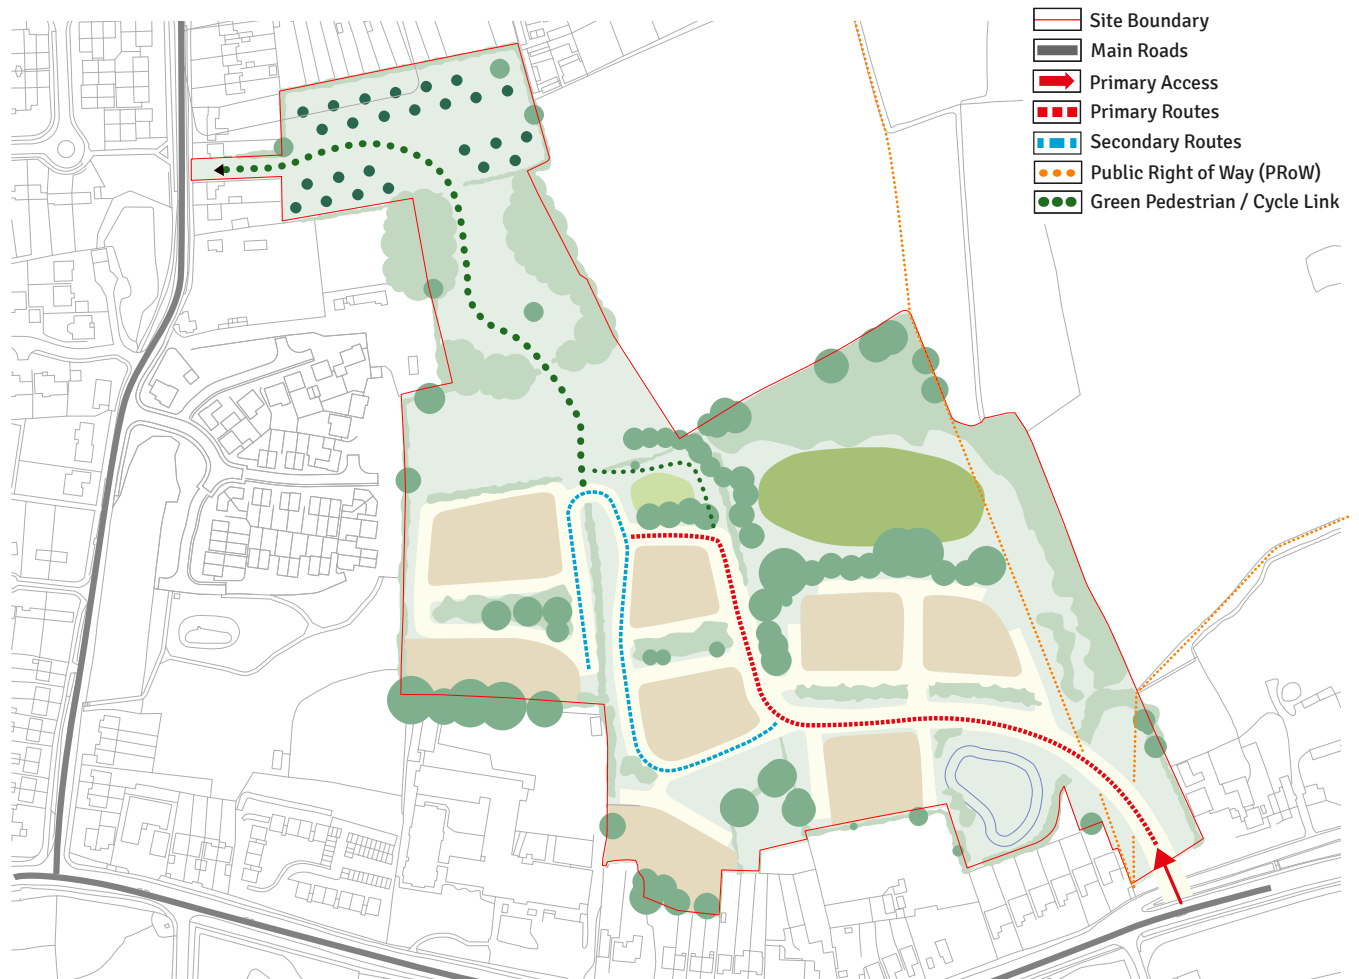 Site Boundary
Main Roads
Primary Access
Primary Routes
Secondary Routes
Public Right of Way (PRoW)
Green Pedestrian / Cycle Link